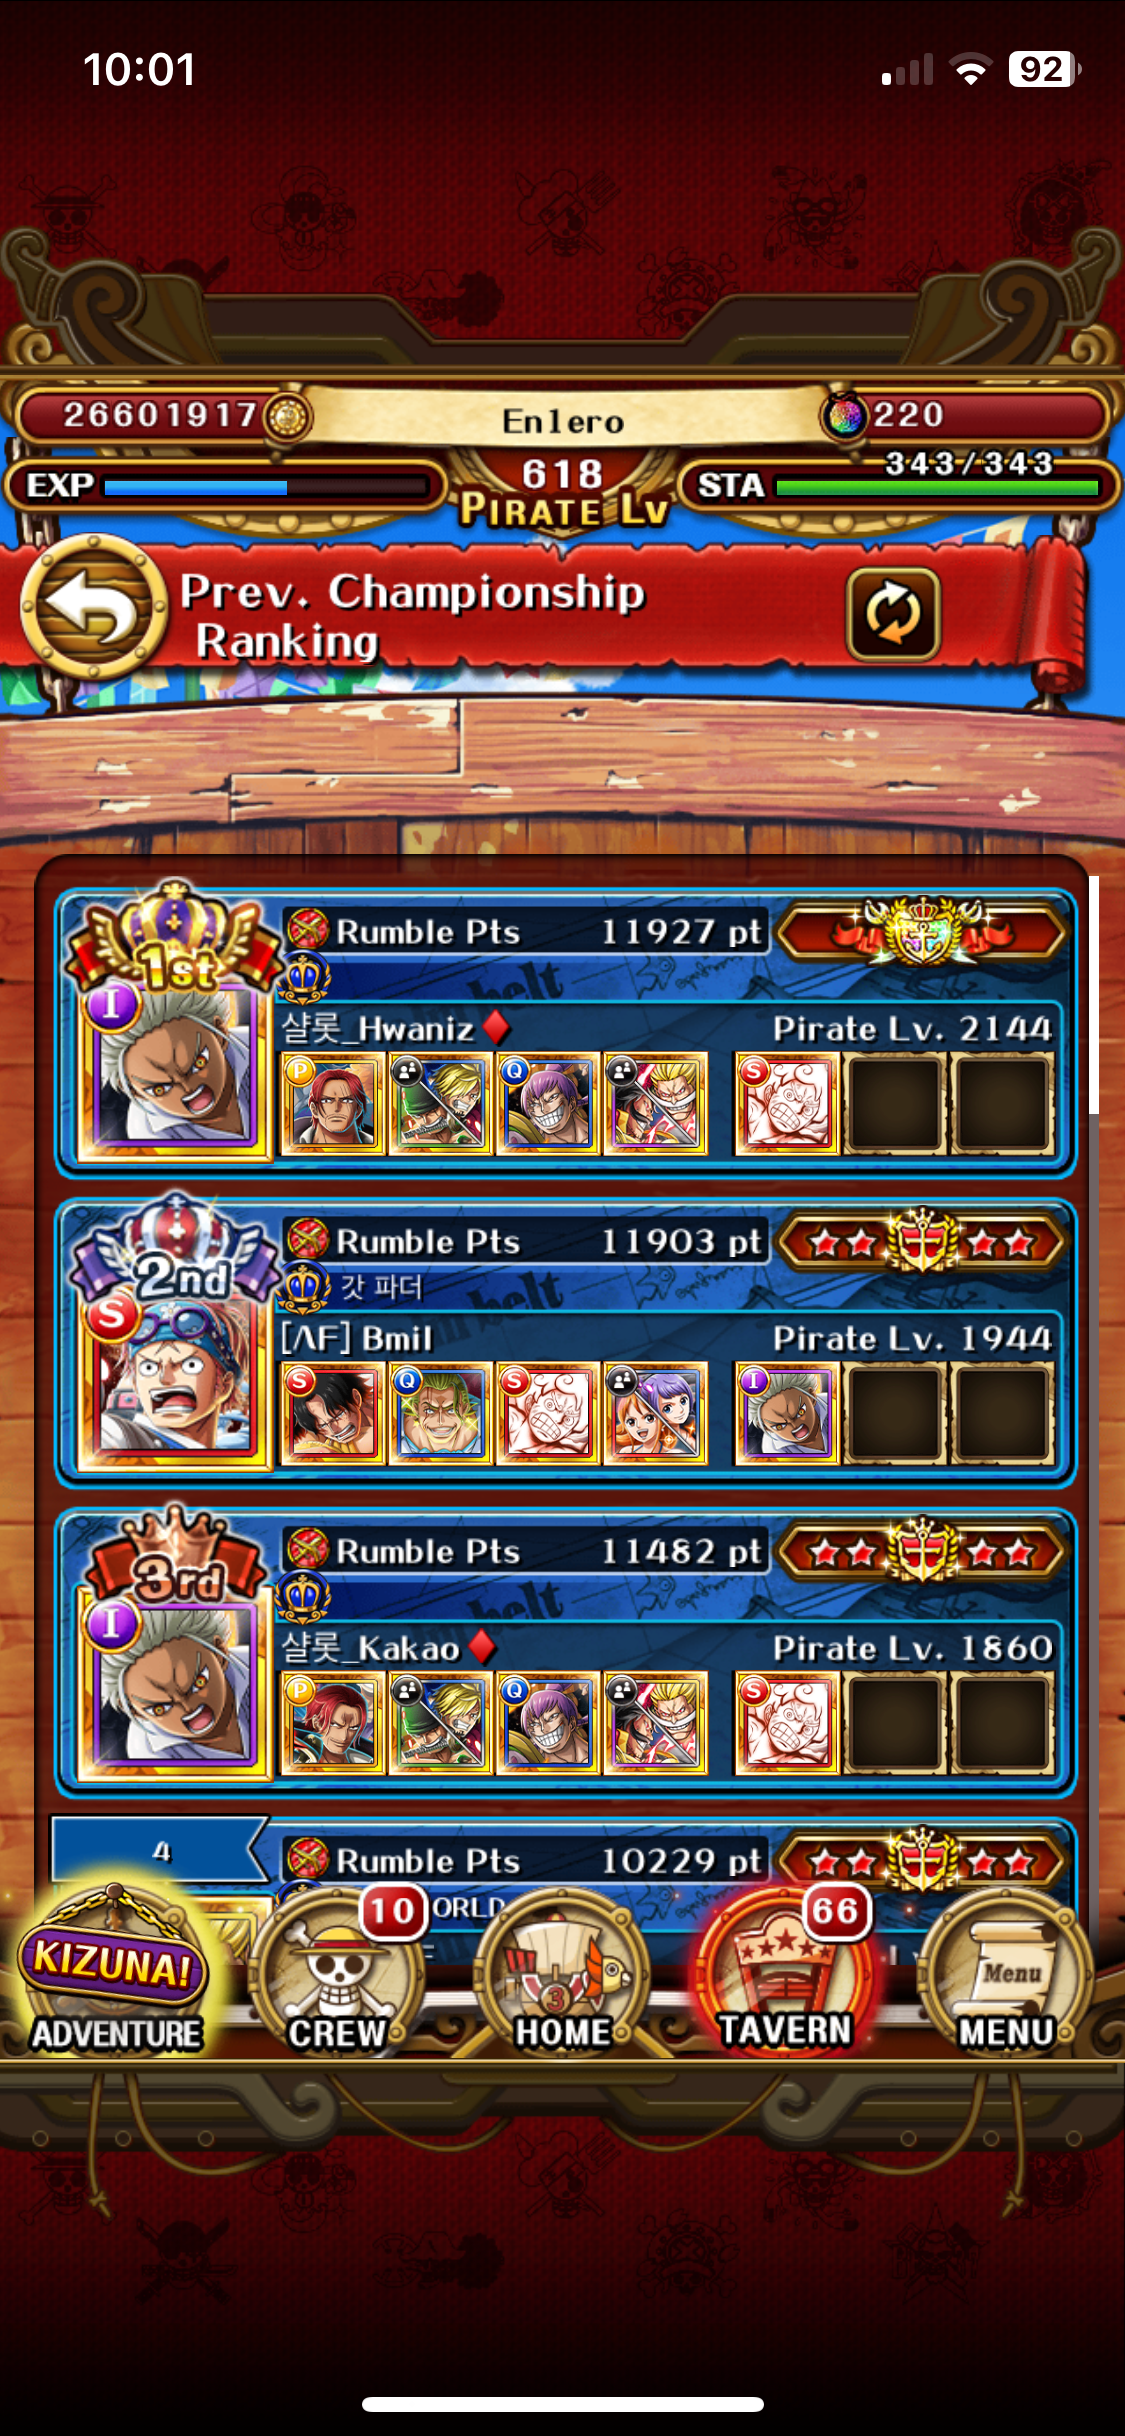 10:01
92
26601917
En1ero
220
EXP
618
PIRATE Lv
STA
343/343
Prev. Championship
Ranking
1st
Rumble Pts 11927 pt
I
샬롯_Hwaniz♦ Pirate Lv. 2144
P
Q
S
2nd
Rumble Pts 11903 pt
갓 파더
S
[ΛF] Bmil Pirate Lv. 1944
S
Q
S
I
3rd
Rumble Pts 11482 pt
I
샬롯_Kakao♦ Pirate Lv. 1860
P
Q
S
4
Rumble Pts 10229 pt
ORLD
KIZUNA!
ADVENTURE
10
CREW
3
HOME
66
TAVERN
Menu
MENU